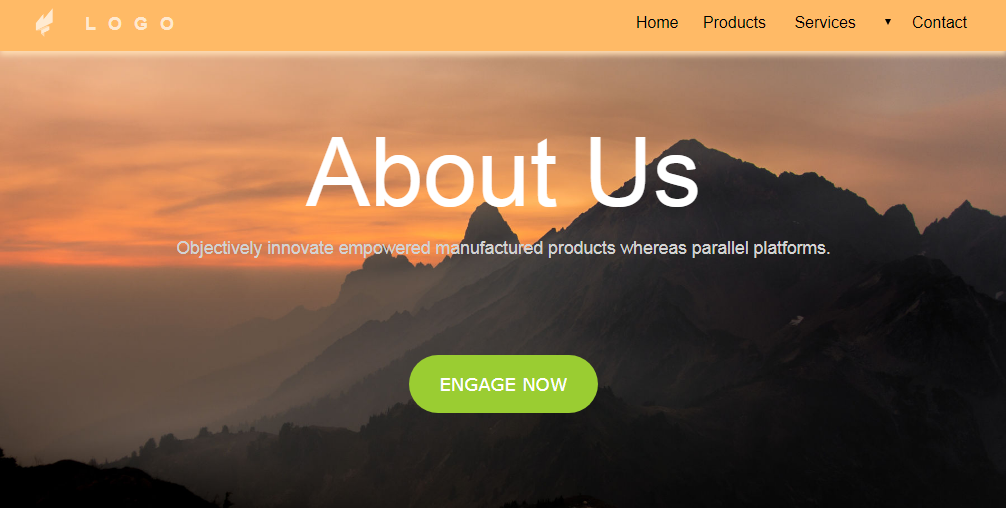 LOGO
Home Products Services ▼ Contact
About Us
Objectively innovate empowered manufactured products whereas parallel platforms.
ENGAGE NOW